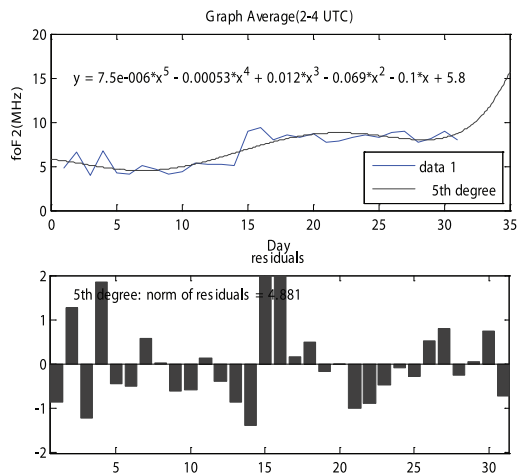 Graph Average(2-4 UTC)
20
15
10
5
0
foF2(MHz)
y = 7.5e-006*x^5 - 0.00053*x^4 + 0.012*x^3 - 0.069*x^2 - 0.1*x + 5.8
data 1
5th degree
0 5 10 15 20 25 30 35
Day
residuals
2
1
0
-1
-2
5th degree: norm of residuals = 4.881
5 10 15 20 25 30